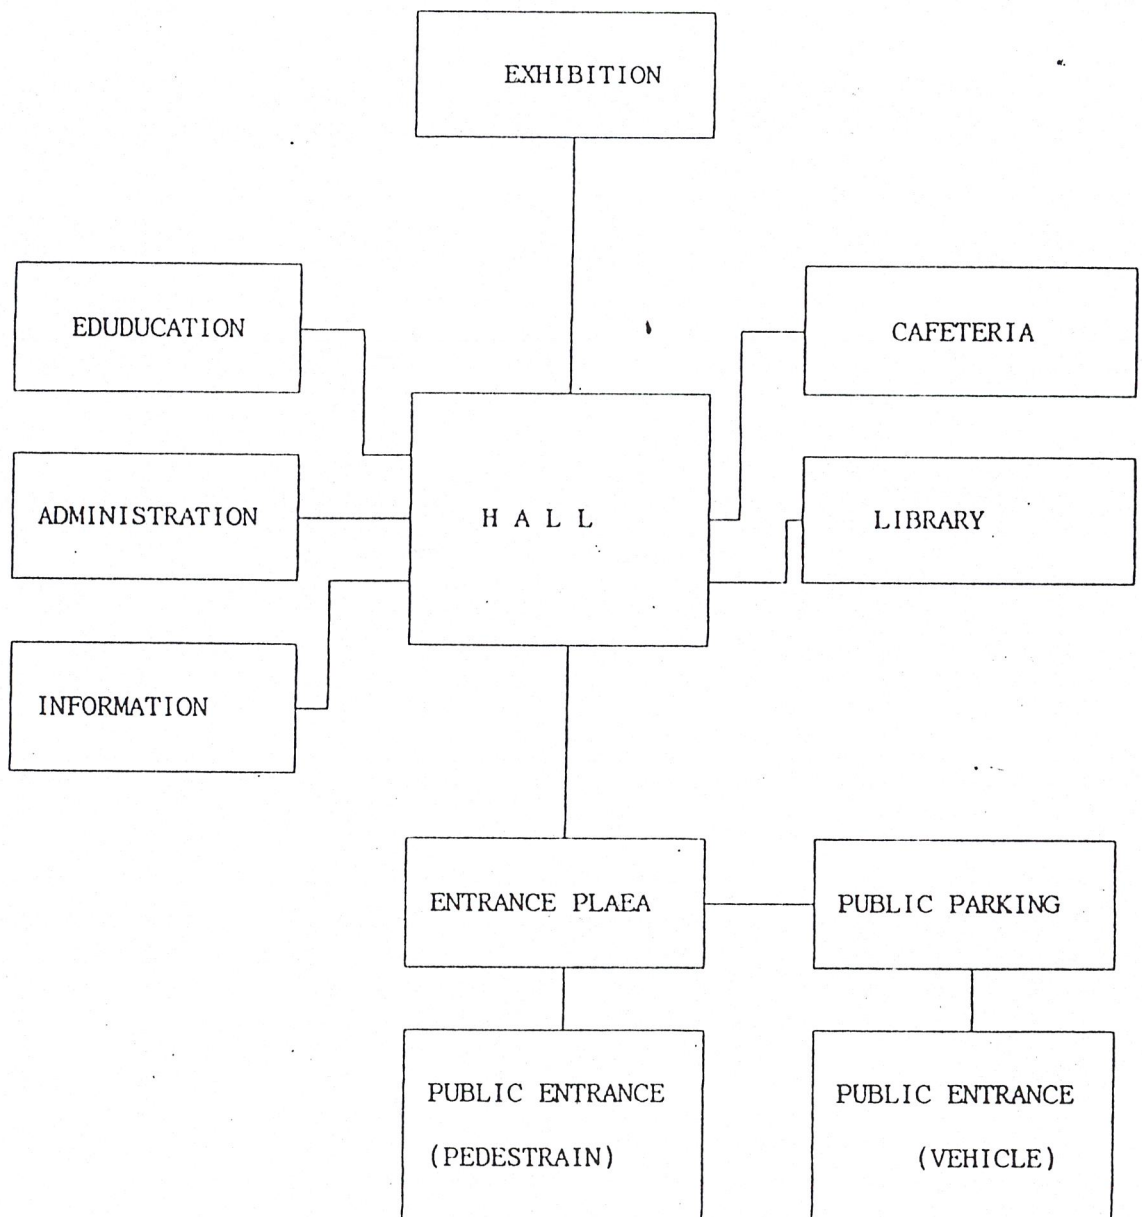 EXHIBITION
EDUDUCATION
CAFETERIA
ADMINISTRATION
H A L L
LIBRARY
INFORMATION
ENTRANCE PLAEA
PUBLIC PARKING
PUBLIC ENTRANCE
(PEDESTRAIN)
PUBLIC ENTRANCE
(VEHICLE)